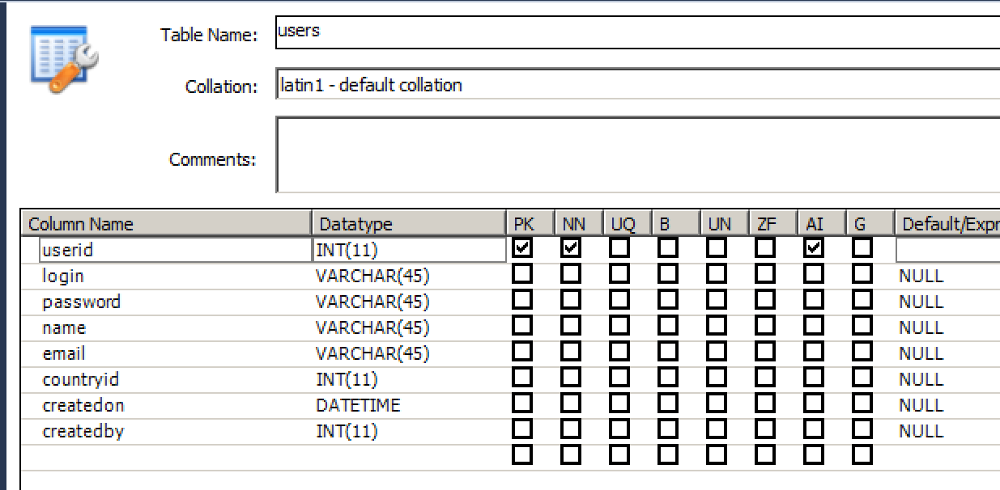 Table Name: users
Collation: latin1 - default collation
Comments:
Column Name Datatype PK NN UQ B UN ZF AI G Default/Expr
userid INT(11)
login VARCHAR(45) NULL
password VARCHAR(45) NULL
name VARCHAR(45) NULL
email VARCHAR(45) NULL
countryid INT(11) NULL
createdon DATETIME NULL
createdby INT(11) NULL